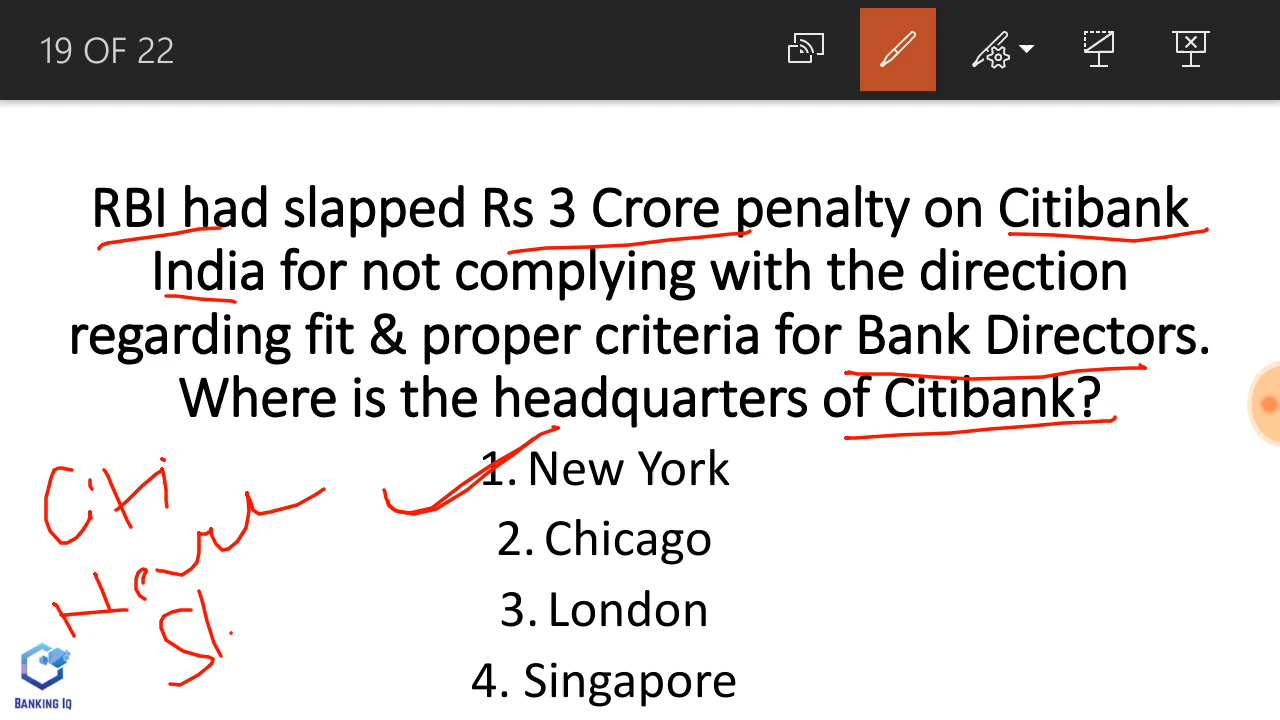 19 OF 22
RBI had slapped Rs 3 Crore penalty on Citibank
India for not complying with the direction
regarding fit & proper criteria for Bank Directors.
Where is the headquarters of Citibank?
1. New York
2. Chicago
3. London
4. Singapore
Citi
BANKING IQ